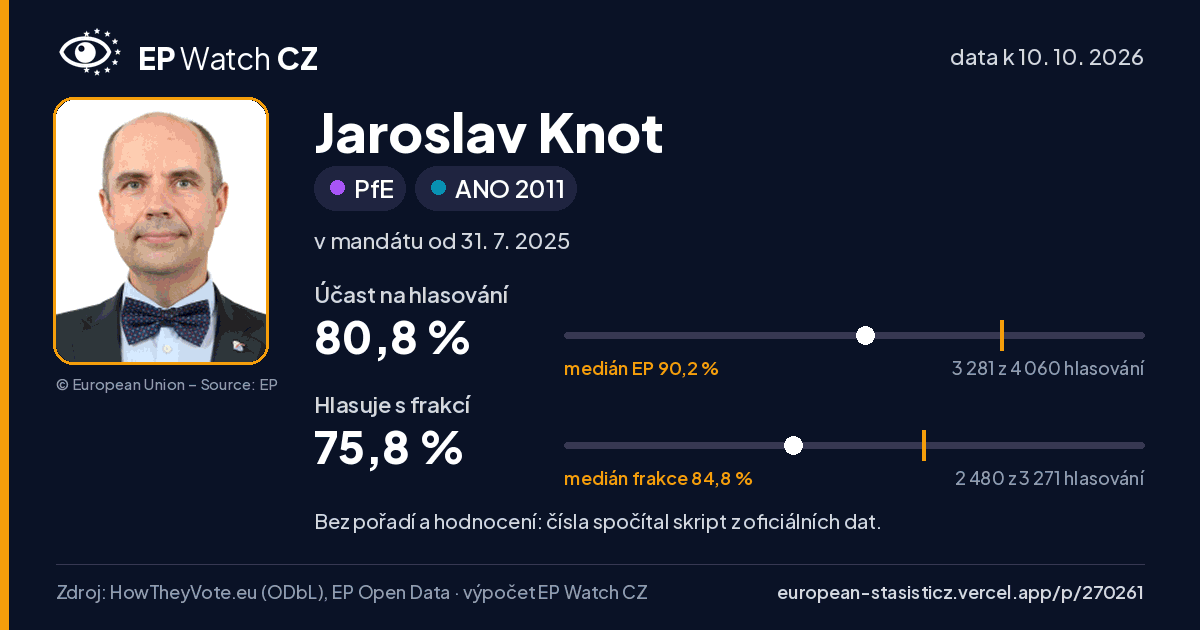 EP Watch CZ
data k 10. 10. 2026
Jaroslav Knot
PfE
ANO 2011
v mandátu od 31. 7. 2025
Účast na hlasování
80,8 %
medián EP 90,2 %
3 281 z 4 060 hlasování
© European Union – Source: EP
Hlasuje s frakcí
75,8 %
medián frakce 84,8 %
2 480 z 3 271 hlasování
Bez pořadí a hodnocení: čísla spočítal skript z oficiálních dat.
Zdroj: HowTheyVote.eu (ODbL), EP Open Data · výpočet EP Watch CZ
european-stasisticz.vercel.app/p/270261